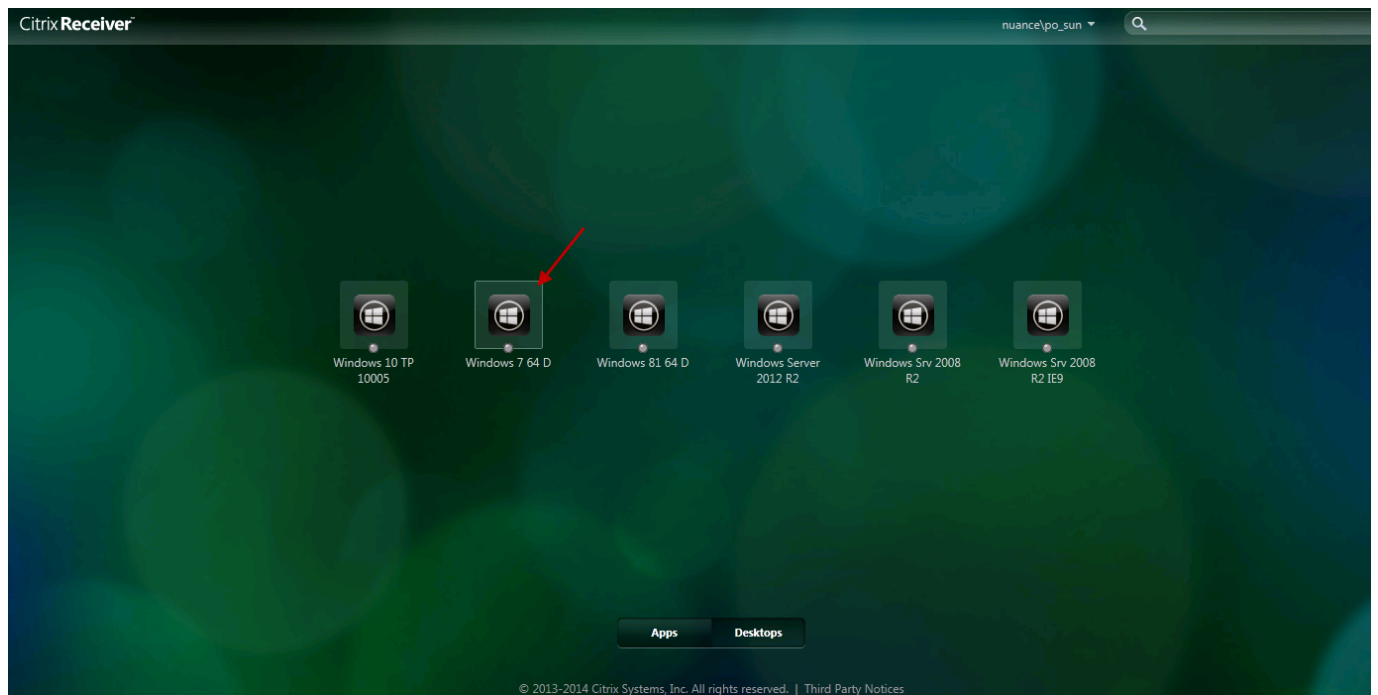 Citrix Receiver™
nuance\po_sun
Windows 10 TP
10005
Windows 7 64 D
Windows 81 64 D
Windows Server
2012 R2
Windows Srv 2008
R2
Windows Srv 2008
R2 IE9
Apps
Desktops
© 2013-2014 Citrix Systems, Inc. All rights reserved. | Third Party Notices